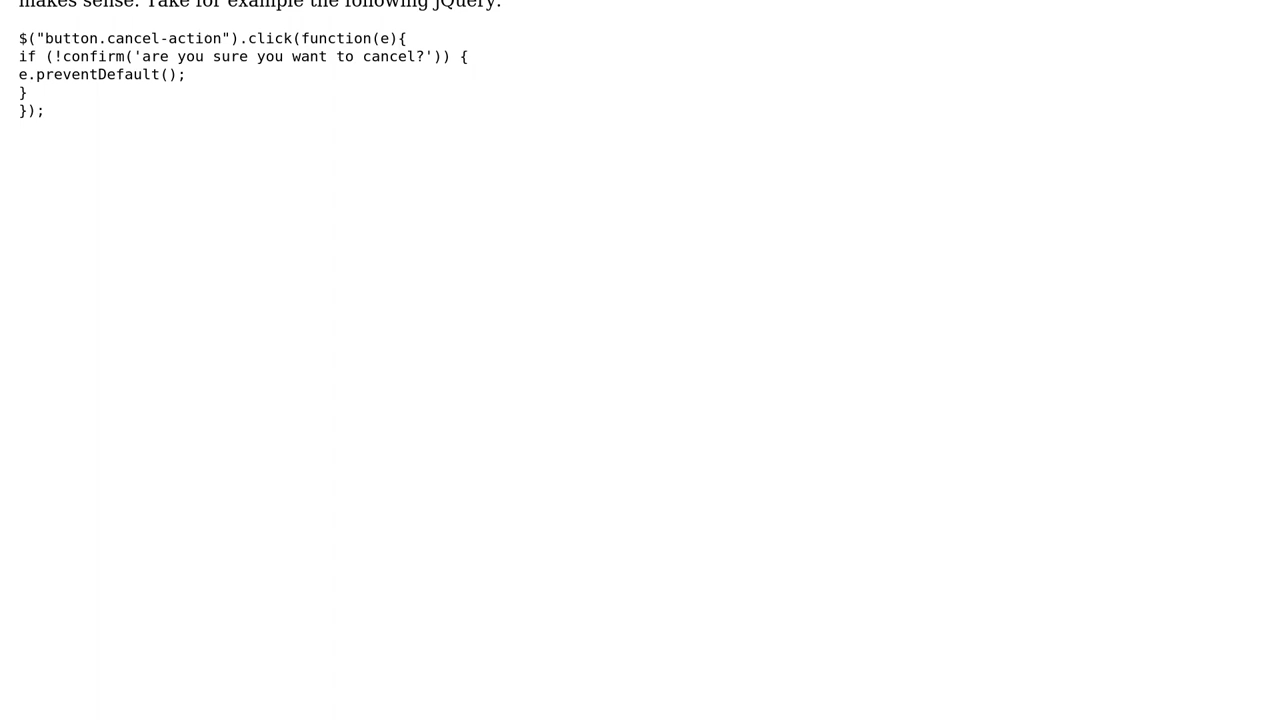 makes sense. Take for example the following jQuery:
$("button.cancel-action").click(function(e){
if (!confirm('are you sure you want to cancel?')) {
e.preventDefault();
}
});